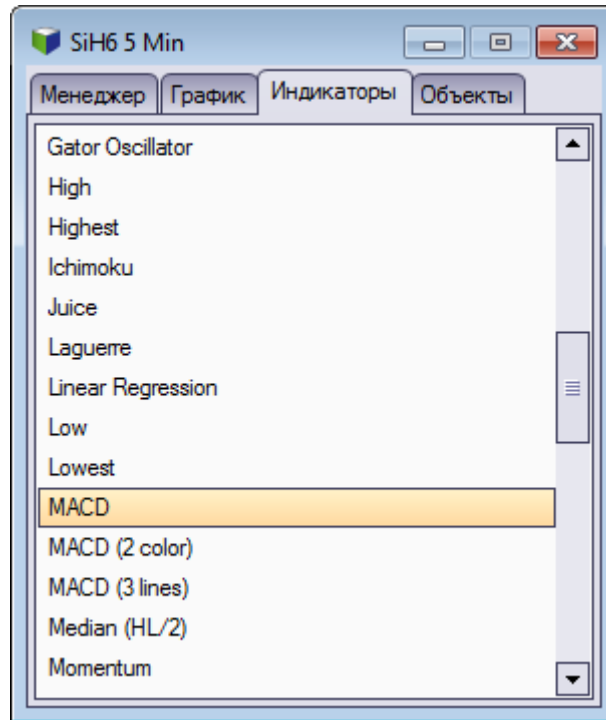 SiH6 5 Min
Менеджер График Индикаторы Объекты
Gator Oscillator
High
Highest
Ichimoku
Juice
Laguerre
Linear Regression
Low
Lowest
MACD
MACD (2 color)
MACD (3 lines)
Median (HL/2)
Momentum